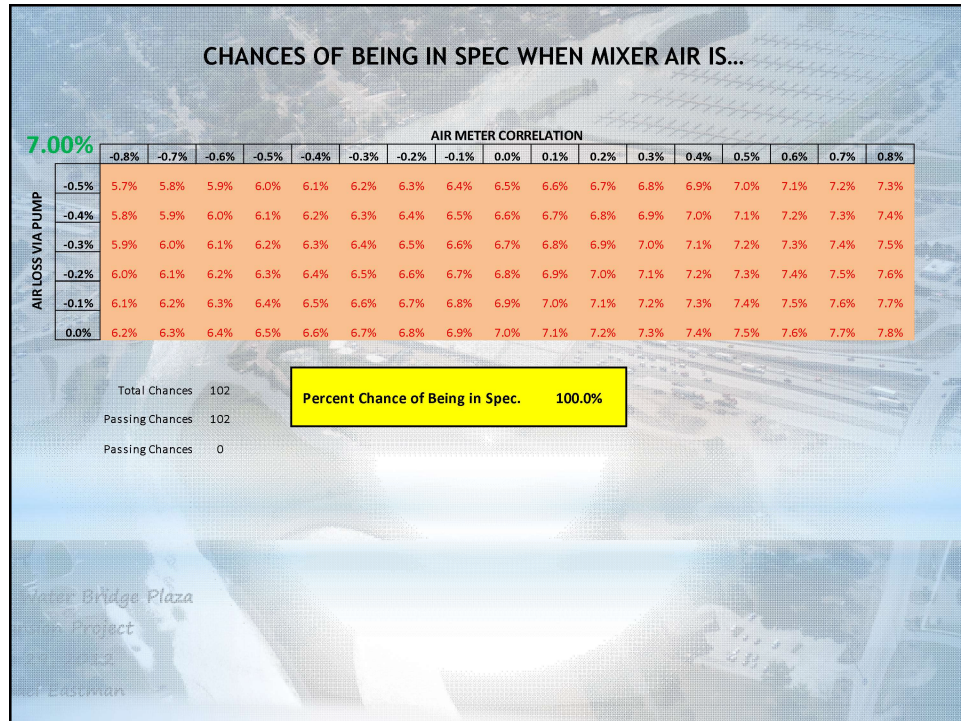 CHANCES OF BEING IN SPEC WHEN MIXER AIR IS…
7.00%
AIR METER CORRELATION
-0.8% -0.7% -0.6% -0.5% -0.4% -0.3% -0.2% -0.1% 0.0% 0.1% 0.2% 0.3% 0.4% 0.5% 0.6% 0.7% 0.8%
AIR LOSS VIA PUMP
-0.5% 5.7% 5.8% 5.9% 6.0% 6.1% 6.2% 6.3% 6.4% 6.5% 6.6% 6.7% 6.8% 6.9% 7.0% 7.1% 7.2% 7.3%
-0.4% 5.8% 5.9% 6.0% 6.1% 6.2% 6.3% 6.4% 6.5% 6.6% 6.7% 6.8% 6.9% 7.0% 7.1% 7.2% 7.3% 7.4%
-0.3% 5.9% 6.0% 6.1% 6.2% 6.3% 6.4% 6.5% 6.6% 6.7% 6.8% 6.9% 7.0% 7.1% 7.2% 7.3% 7.4% 7.5%
-0.2% 6.0% 6.1% 6.2% 6.3% 6.4% 6.5% 6.6% 6.7% 6.8% 6.9% 7.0% 7.1% 7.2% 7.3% 7.4% 7.5% 7.6%
-0.1% 6.1% 6.2% 6.3% 6.4% 6.5% 6.6% 6.7% 6.8% 6.9% 7.0% 7.1% 7.2% 7.3% 7.4% 7.5% 7.6% 7.7%
0.0% 6.2% 6.3% 6.4% 6.5% 6.6% 6.7% 6.8% 6.9% 7.0% 7.1% 7.2% 7.3% 7.4% 7.5% 7.6% 7.7% 7.8%
Total Chances 102
Percent Chance of Being in Spec. 100.0%
Passing Chances 102
Passing Chances 0
Water Bridge Plaza
Project
Eastman